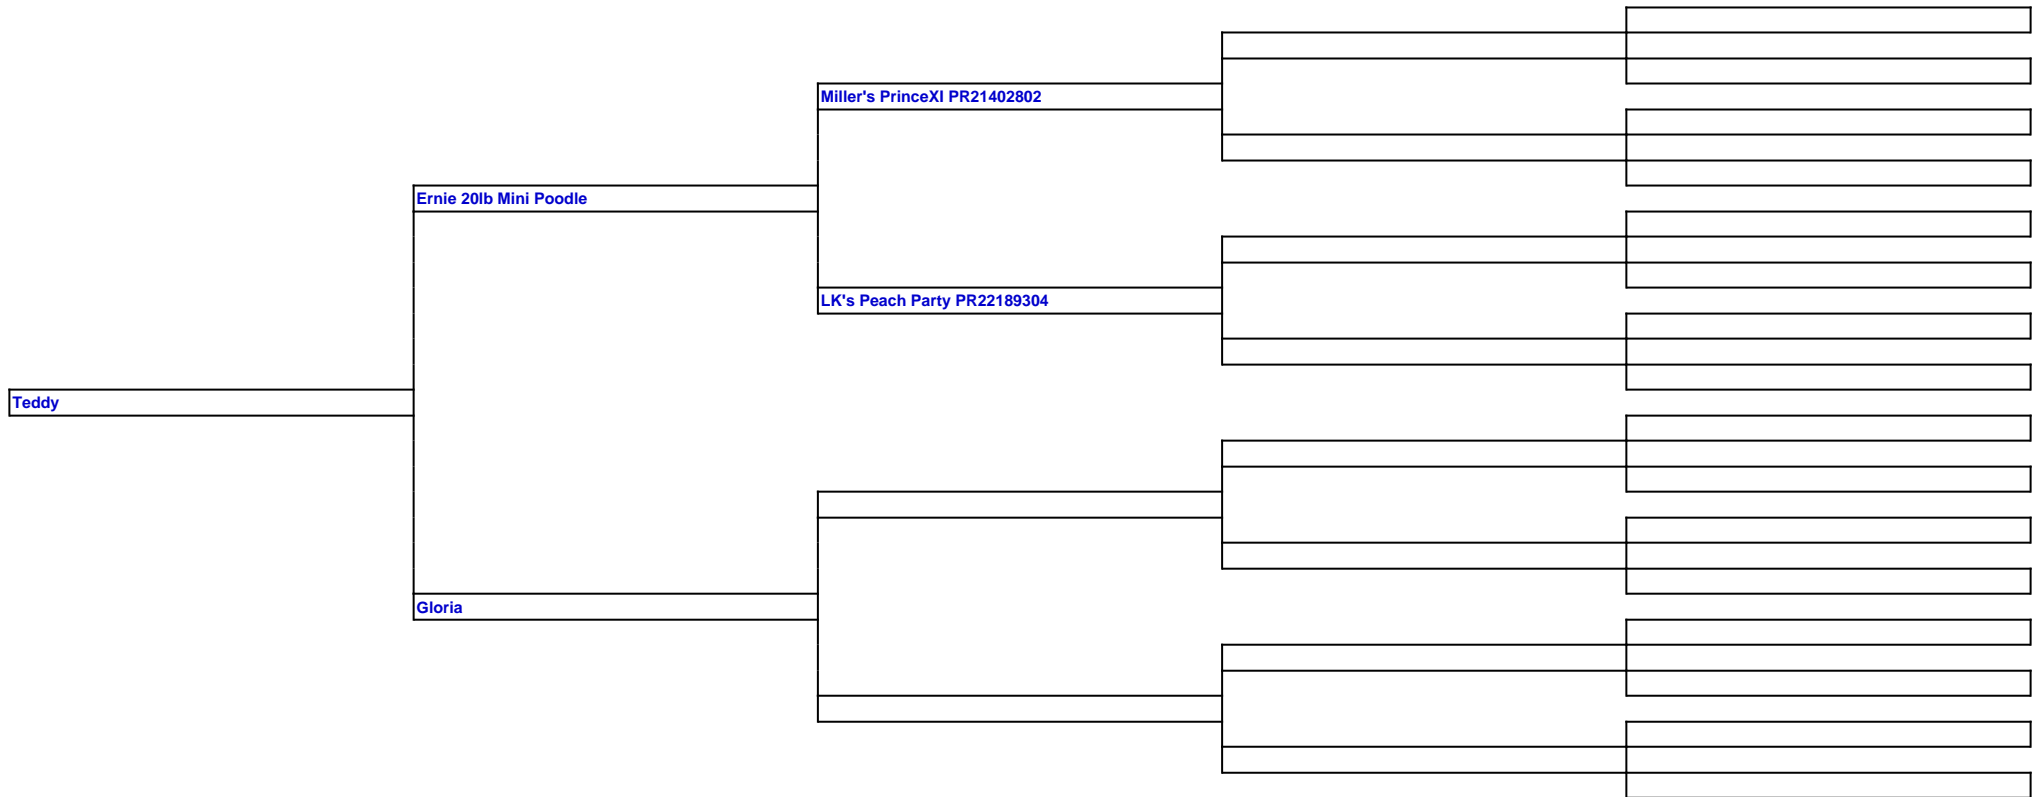 Miller's PrinceXI PR21402802
Ernie 20lb Mini Poodle
LK's Peach Party PR22189304
Teddy
Gloria